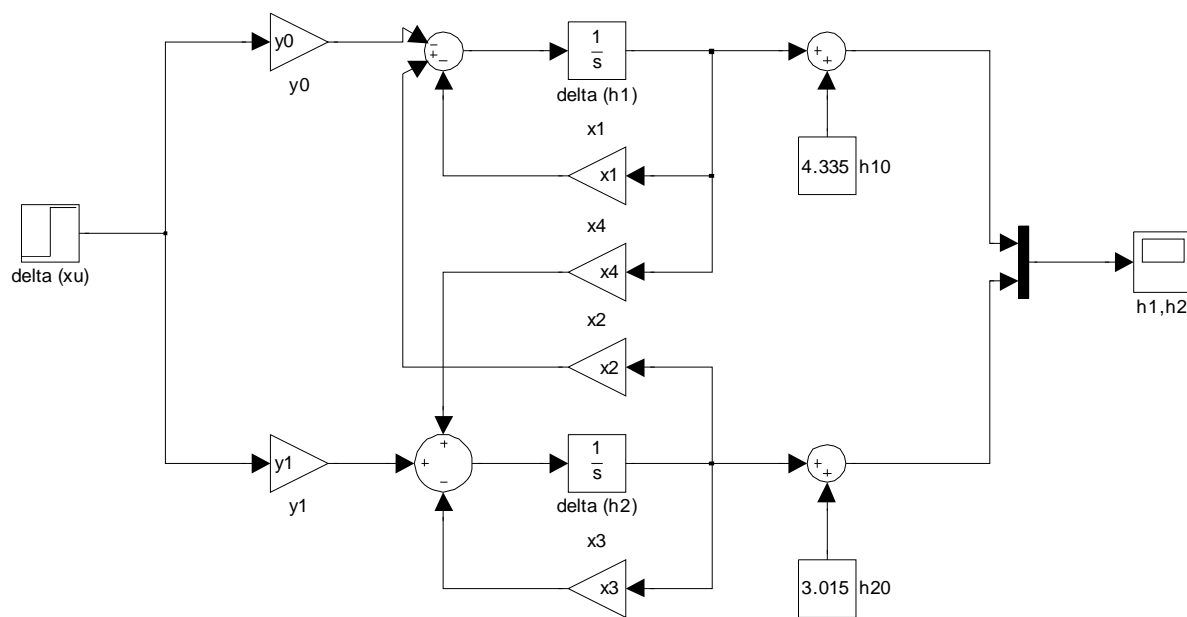 y0
y0
−
+
−
1
s
delta (h1)
+
+
x1
x1
4.335
h10
x4
x4
delta (xu)
h1,h2
x2
x2
y1
y1
+
+
−
1
s
delta (h2)
+
+
x3
x3
3.015
h20